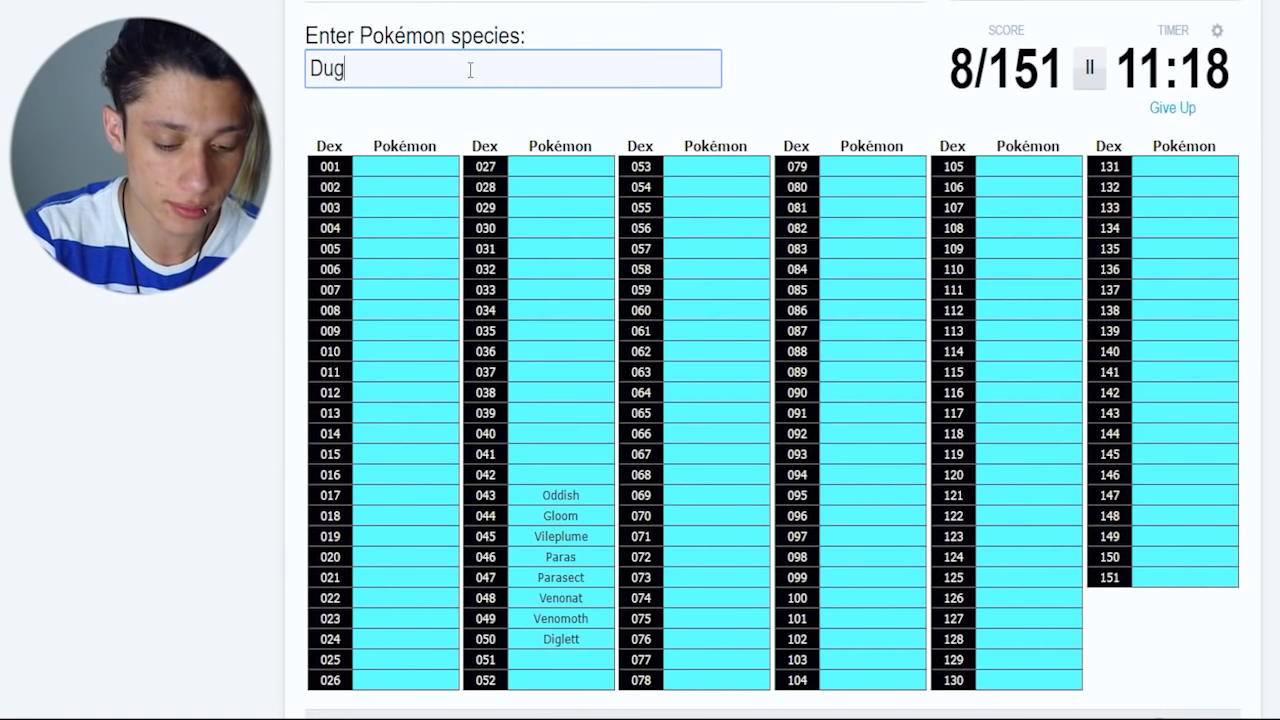 Enter Pokémon species:
Dug
SCORE
8/151
TIMER
11:18
Give Up
Dex Pokémon Dex Pokémon Dex Pokémon Dex Pokémon Dex Pokémon Dex Pokémon
001 027 053 079 105 131
002 028 054 080 106 132
003 029 055 081 107 133
004 030 056 082 108 134
005 031 057 083 109 135
006 032 058 084 110 136
007 033 059 085 111 137
008 034 060 086 112 138
009 035 061 087 113 139
010 036 062 088 114 140
011 037 063 089 115 141
012 038 064 090 116 142
013 039 065 091 117 143
014 040 066 092 118 144
015 041 067 093 119 145
016 042 068 094 120 146
017 043 Oddish 069 095 121 147
018 044 Gloom 070 096 122 148
019 045 Vileplume 071 097 123 149
020 046 Paras 072 098 124 150
021 047 Parasect 073 099 125 151
022 048 Venonat 074 100 126
023 049 Venomoth 075 101 127
024 050 Diglett 076 102 128
025 051 077 103 129
026 052 078 104 130